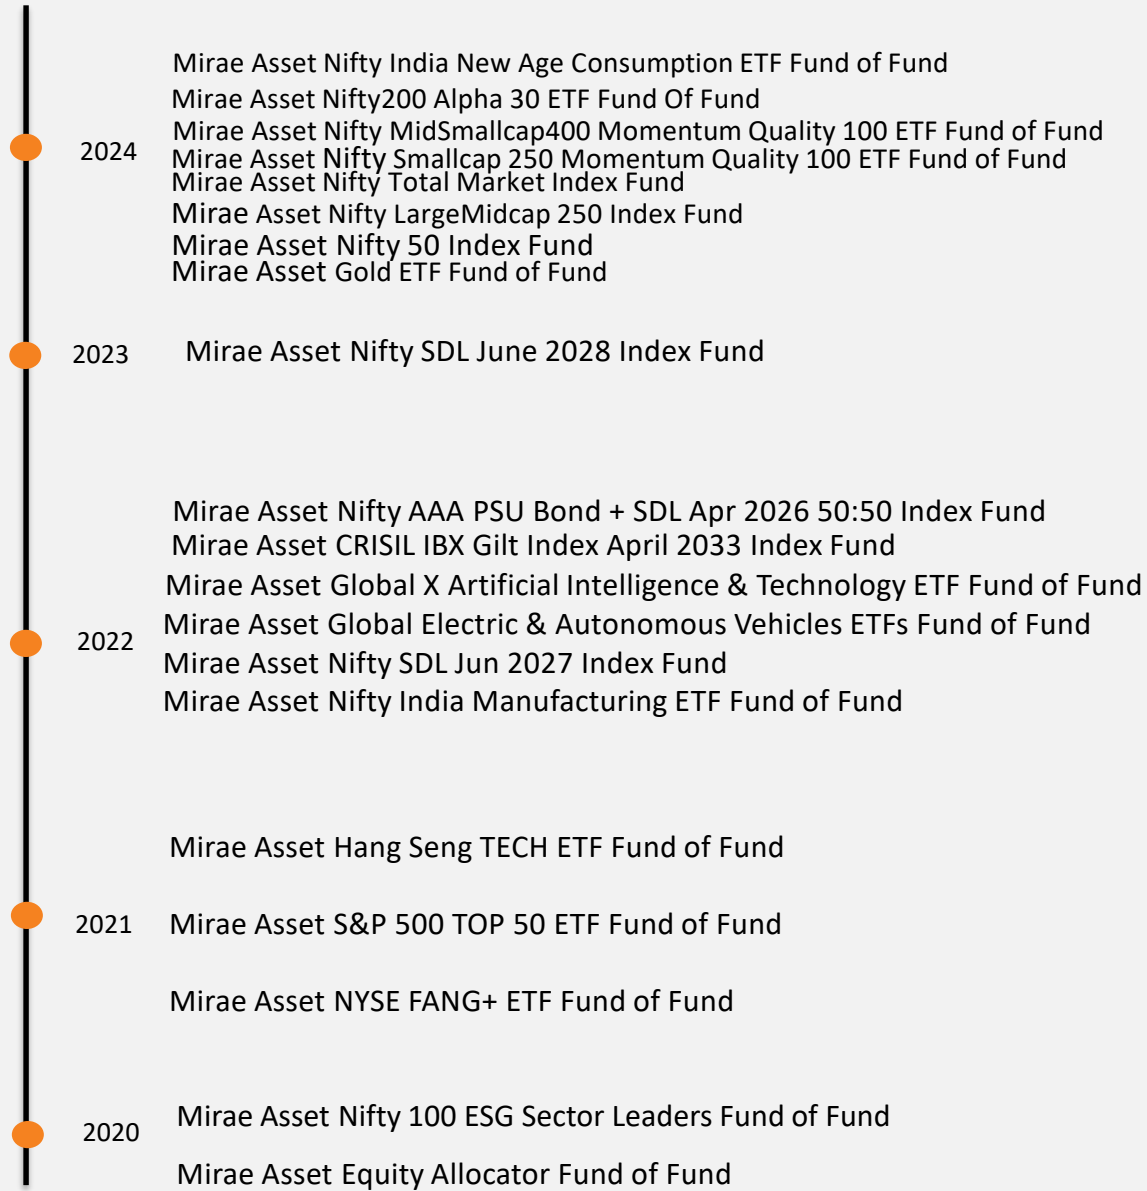 Mirae Asset Nifty India New Age Consumption ETF Fund of Fund
Mirae Asset Nifty200 Alpha 30 ETF Fund Of Fund
Mirae Asset Nifty MidSmallcap400 Momentum Quality 100 ETF Fund of Fund
2024
Mirae Asset Nifty Smallcap 250 Momentum Quality 100 ETF Fund of Fund
Mirae Asset Nifty Total Market Index Fund
Mirae Asset Nifty LargeMidcap 250 Index Fund
Mirae Asset Nifty 50 Index Fund
Mirae Asset Gold ETF Fund of Fund
2023
Mirae Asset Nifty SDL June 2028 Index Fund
Mirae Asset Nifty AAA PSU Bond + SDL Apr 2026 50:50 Index Fund
Mirae Asset CRISIL IBX Gilt Index April 2033 Index Fund
Mirae Asset Global X Artificial Intelligence & Technology ETF Fund of Fund
Mirae Asset Global Electric & Autonomous Vehicles ETFs Fund of Fund
2022
Mirae Asset Nifty SDL Jun 2027 Index Fund
Mirae Asset Nifty India Manufacturing ETF Fund of Fund
Mirae Asset Hang Seng TECH ETF Fund of Fund
2021
Mirae Asset S&P 500 TOP 50 ETF Fund of Fund
Mirae Asset NYSE FANG+ ETF Fund of Fund
Mirae Asset Nifty 100 ESG Sector Leaders Fund of Fund
2020
Mirae Asset Equity Allocator Fund of Fund